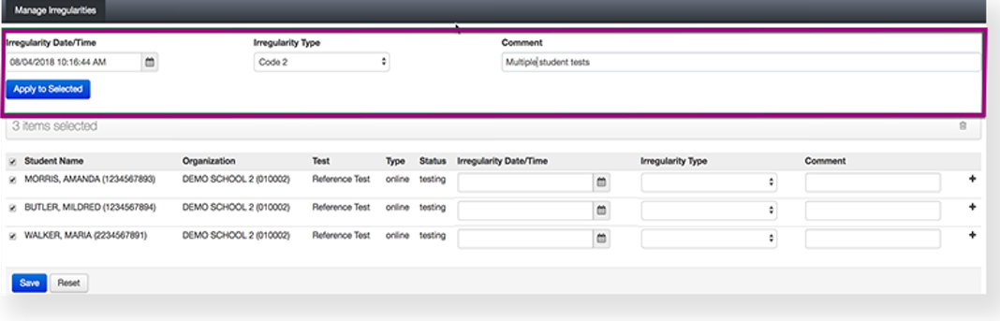 Manage Irregularities
Irregularity Date/Time Irregularity Type Comment
08/04/2018 10:16:44 AM Code 2 Multiple student tests
Apply to Selected
3 items selected
Student Name Organization Test Type Status Irregularity Date/Time Irregularity Type Comment
MORRIS, AMANDA (1234567893) DEMO SCHOOL 2 (010002) Reference Test online testing
BUTLER, MILDRED (1234567894) DEMO SCHOOL 2 (010002) Reference Test online testing
WALKER, MARIA (2234567891) DEMO SCHOOL 2 (010002) Reference Test online testing
Save Reset